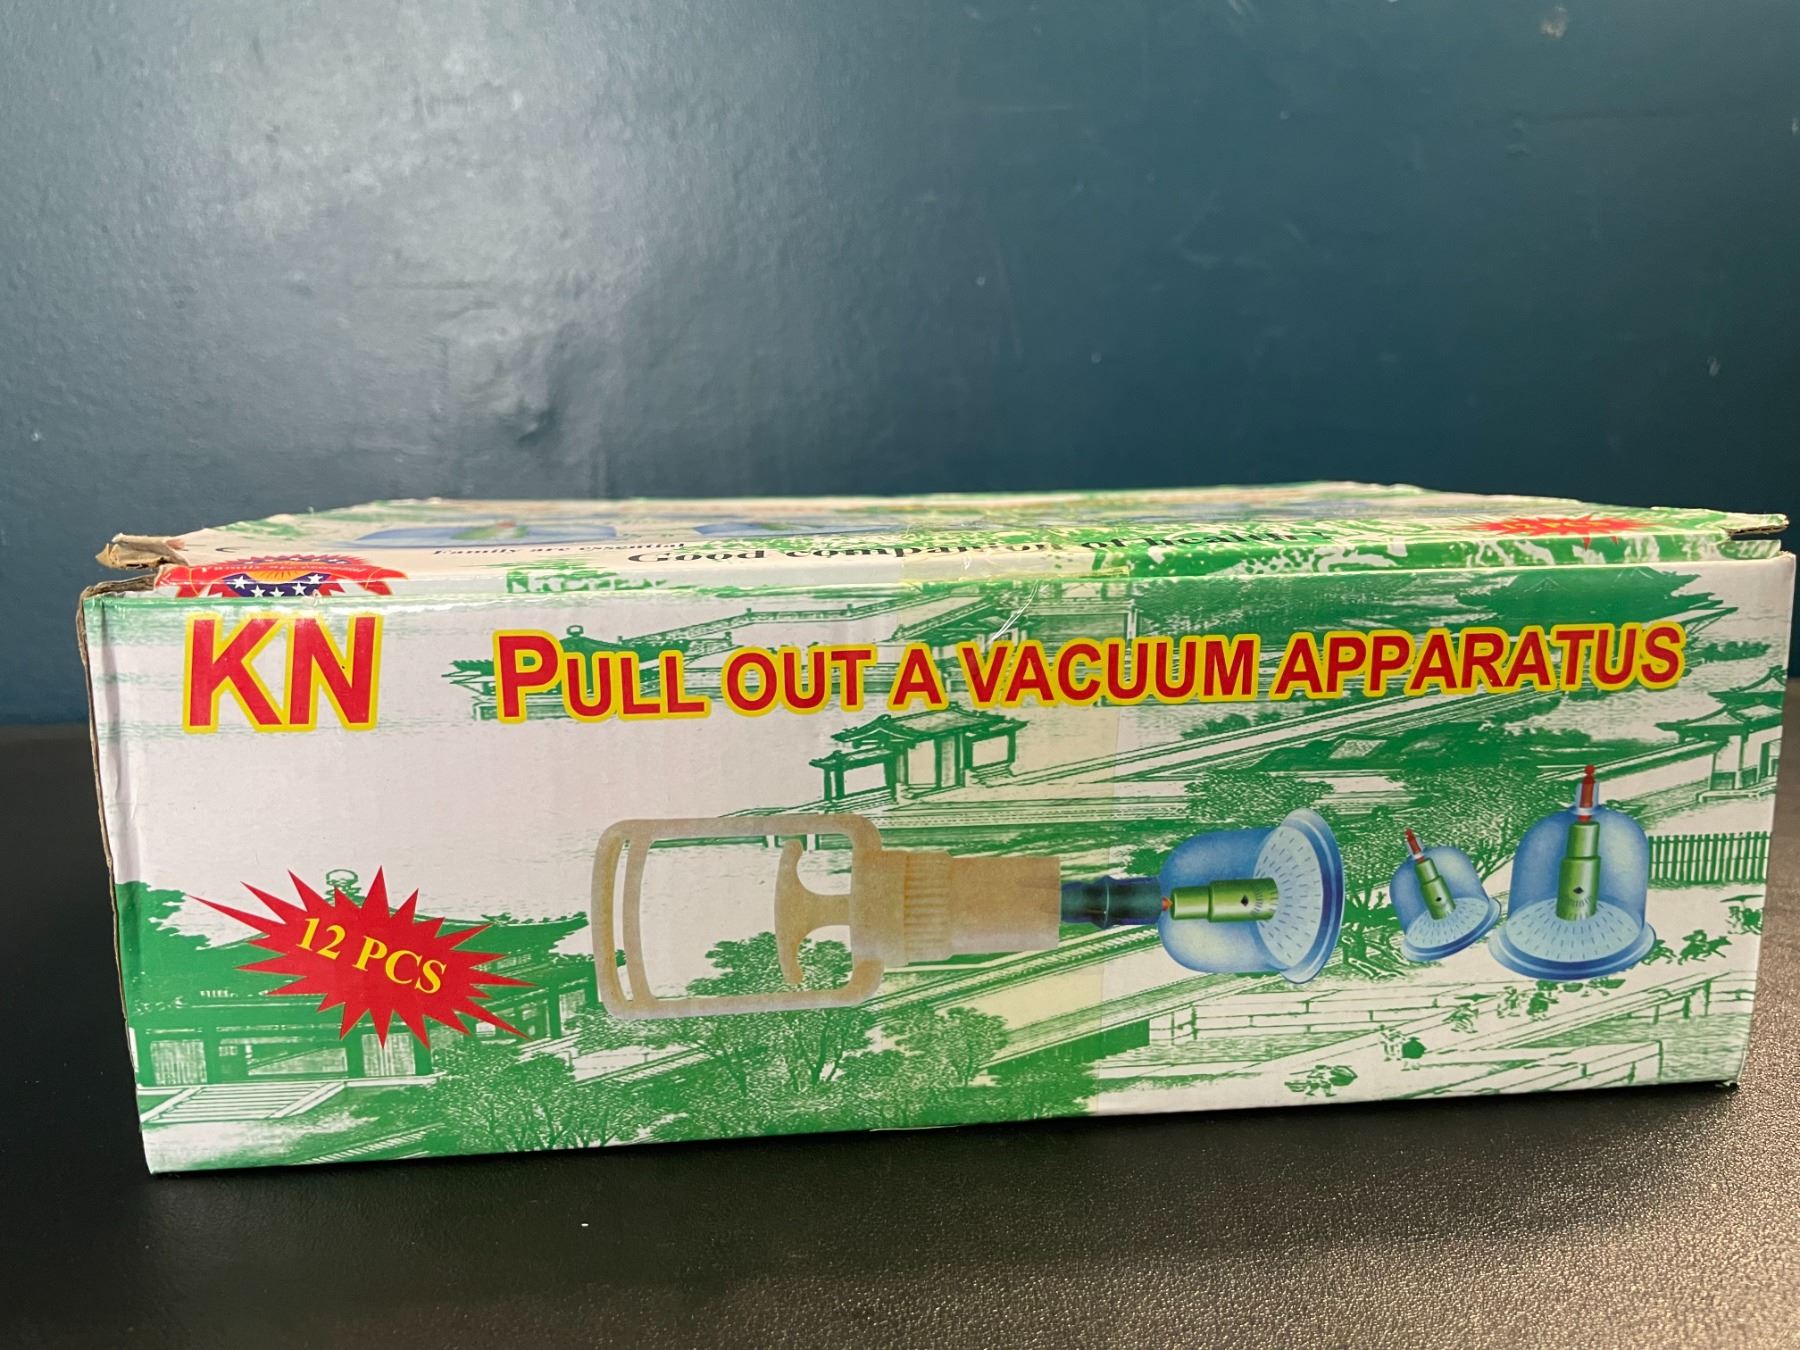 Family are essential
Good companion of health
KN
PULL OUT A VACUUM APPARATUS
12 PCS